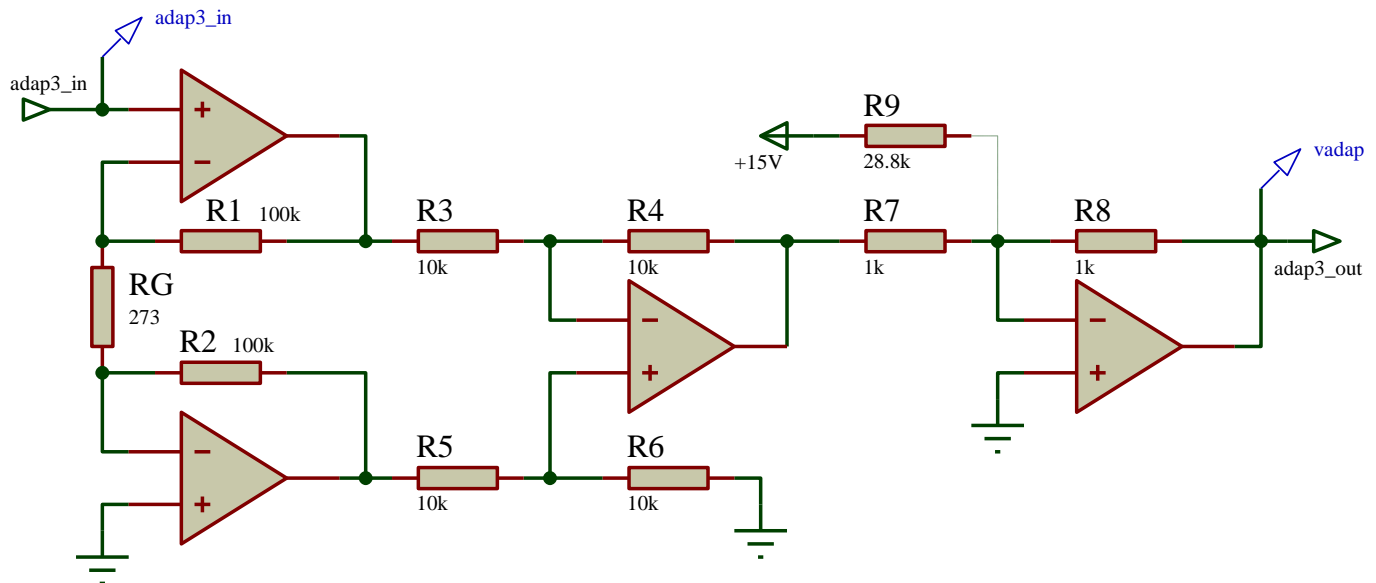 adap3_in
adap3_in
+
−
R1 100k
RG
273
R2 100k
−
+
R3
10k
R4
10k
−
+
R5
10k
R6
10k
+15V
R9
28.8k
R7
1k
R8
1k
−
+
vadap
adap3_out